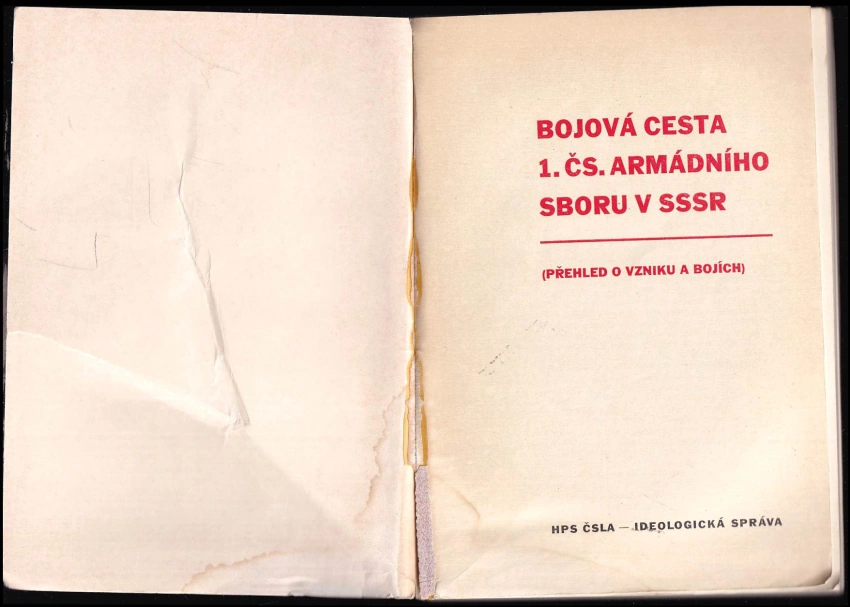 BOJOVÁ CESTA
1. ČS. ARMÁDNÍHO
SBORU V SSSR
(PŘEHLED O VZNIKU A BOJÍCH)
HPS ČSLA — IDEOLOGICKÁ SPRÁVA